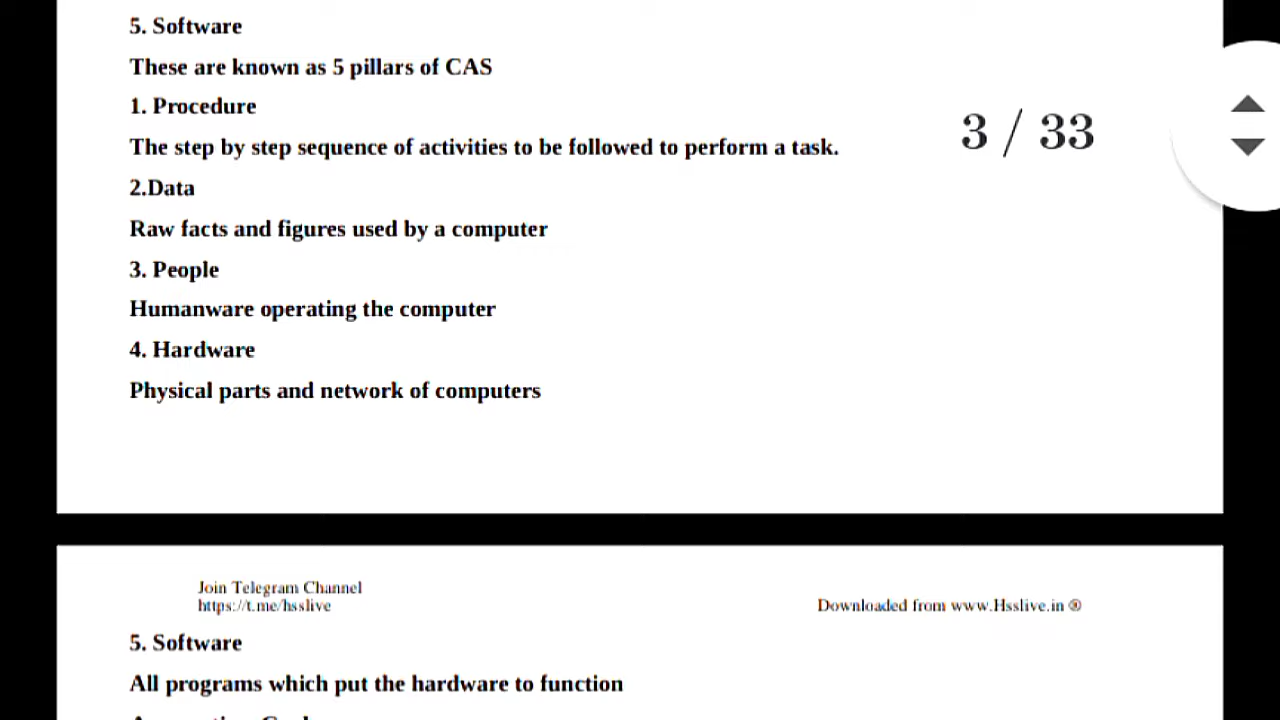 5. Software
These are known as 5 pillars of CAS
1. Procedure
The step by step sequence of activities to be followed to perform a task.
3 / 33
2.Data
Raw facts and figures used by a computer
3. People
Humanware operating the computer
4. Hardware
Physical parts and network of computers
Join Telegram Channel
https://t.me/hsslive
Downloaded from www.Hsslive.in ®
5. Software
All programs which put the hardware to function